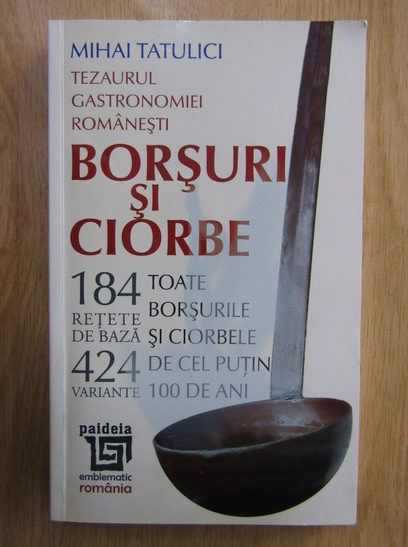 MIHAI TATULICI
TEZAURUL
GASTRONOMIEI
ROMÂNEŞTI
BORŞURI
ŞI
CIORBE
184
REŢETE
DE BAZĂ
424
VARIANTE
TOATE
BORŞURILE
ŞI CIORBELE
DE CEL PUŢIN
100 DE ANI
paideia
emblematic
românia